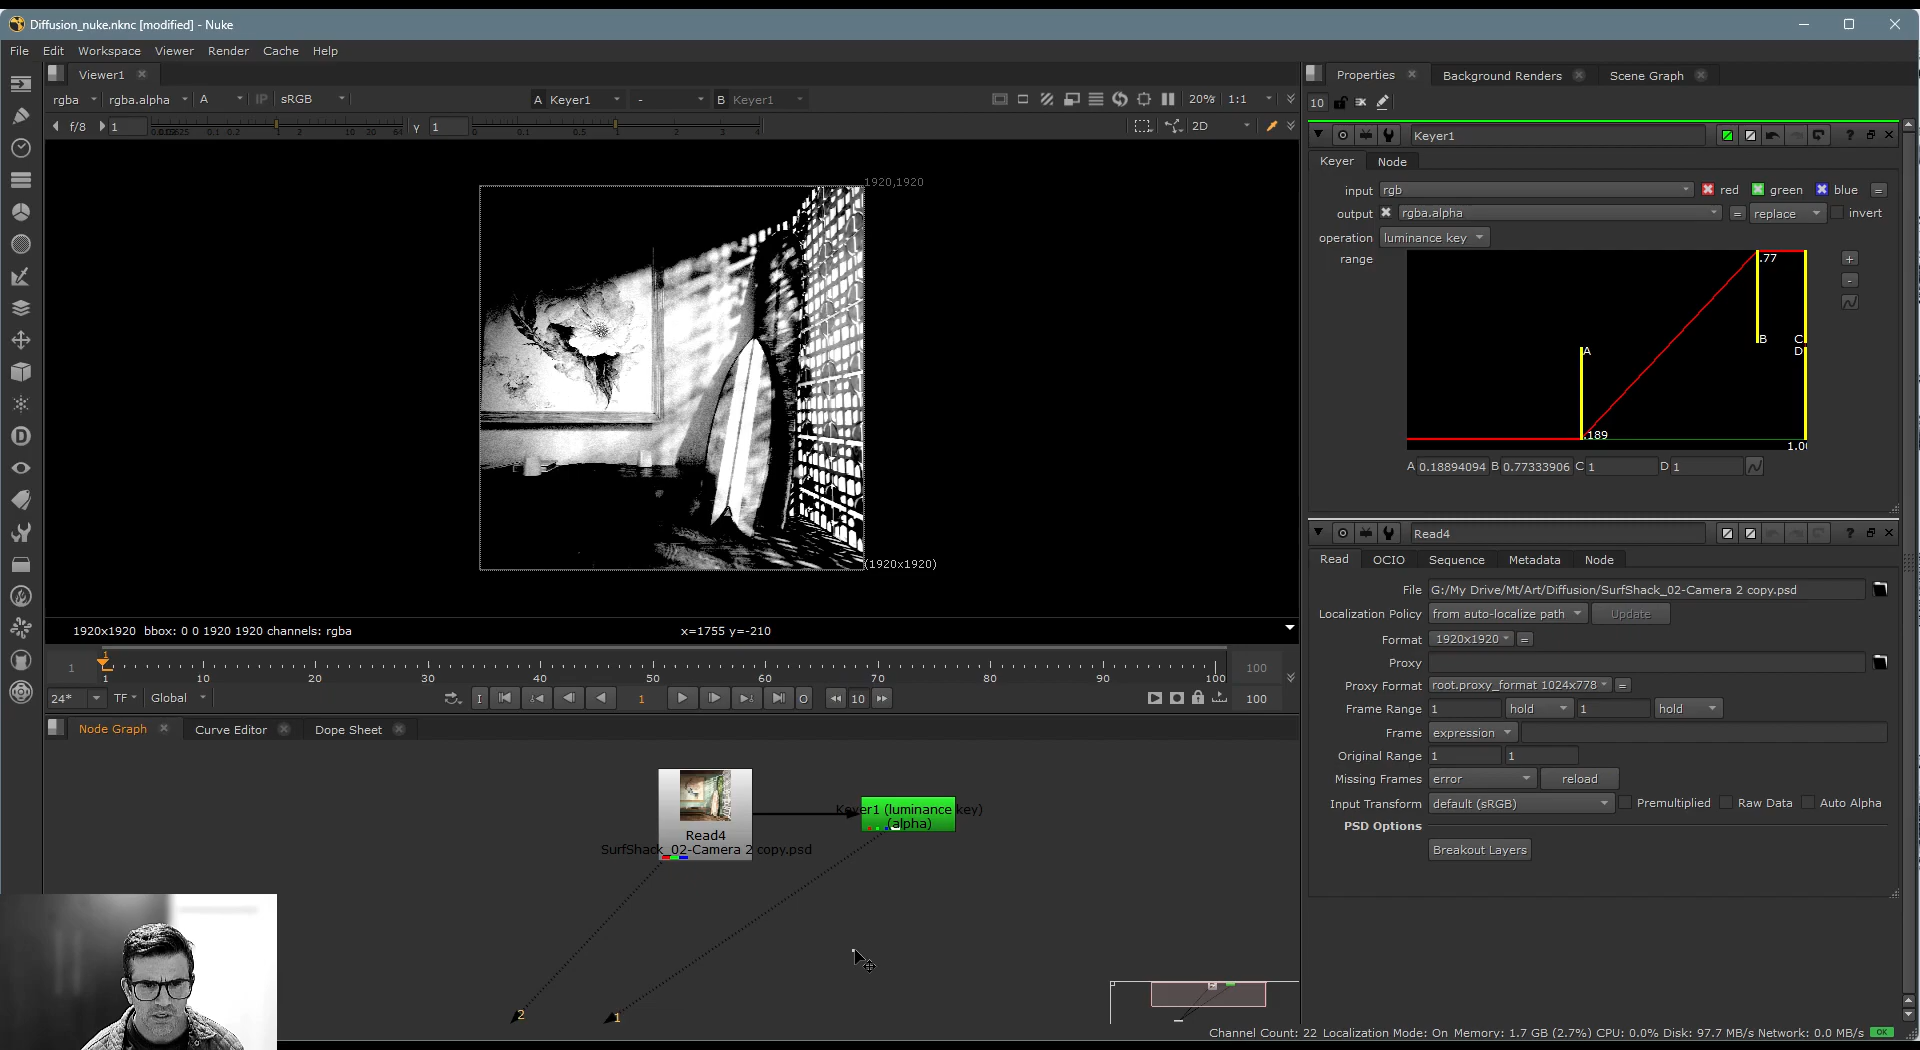 Diffusion_nuke.nknc [modified] - Nuke
File Edit Workspace Viewer Render Cache Help
Viewer1
rgba rgba.alpha A IP sRGB A Keyer1 - B Keyer1 20% 1:1
f/8 1 γ 1 2D
1920,1920
(1920x1920)
1920x1920 bbox: 0 0 1920 1920 channels: rgba x=1755 y=-210
1 1 1 10 20 30 40 50 60 70 80 90 100 100
24* TF Global I 1 O 10 100
Node Graph Curve Editor Dope Sheet
Read4
SurfShack_02-Camera 2 copy.psd
Keyer1 (luminance key)
(alpha)
2 1
Properties Background Renders Scene Graph
10
Keyer1
Keyer Node
input rgb red green blue =
output rgba.alpha = replace invert
operation luminance key
range
.77
B C
A D
.189
1.0
A 0.18894094 B 0.77333906 C 1 D 1
Read4
Read OCIO Sequence Metadata Node
File G:/My Drive/Mt/Art/Diffusion/SurfShack_02-Camera 2 copy.psd
Localization Policy from auto-localize path Update
Format 1920x1920 =
Proxy
Proxy Format root.proxy_format 1024x778 =
Frame Range 1 hold 1 hold
Frame expression
Original Range 1 1
Missing Frames error reload
Input Transform default (sRGB) Premultiplied Raw Data Auto Alpha
PSD Options
Breakout Layers
Channel Count: 22 Localization Mode: On Memory: 1.7 GB (2.7%) CPU: 0.0% Disk: 97.7 MB/s Network: 0.0 MB/s OK